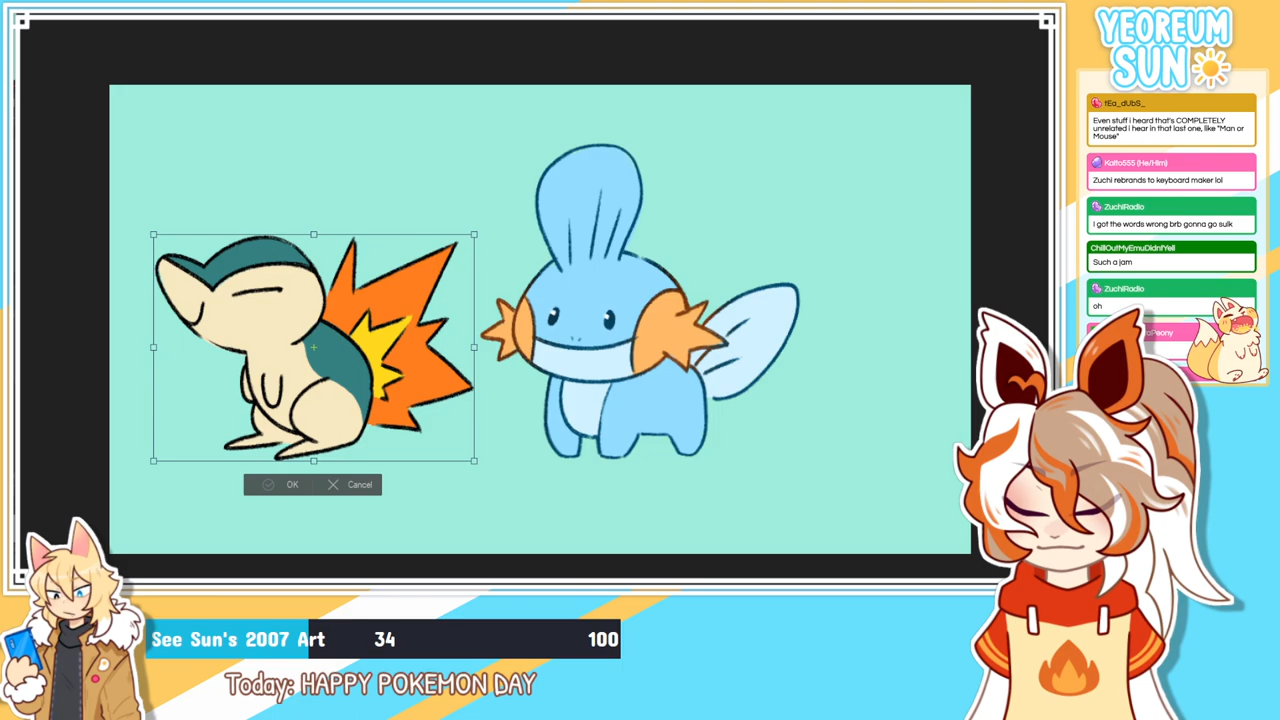 YEOREUM
SUN
tEa_dUbS_
Even stuff i heard that's COMPLETELY
unrelated i hear in that last one, like "Man or
Mouse"
Kaito555 (He/Him)
Zuchi rebrands to keyboard maker lol
ZuchiRadio
I got the words wrong brb gonna go sulk
ChillOutMyEmuDidntYell
Such a jam
ZuchiRadio
oh
OK
Cancel
See Sun's 2007 Art 34 100
Today: HAPPY POKEMON DAY